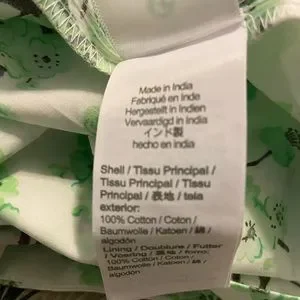 Made in India
Fabriqué en Inde
Hergestellt in Indien
Vervaardigd in India
インド製
hecho en India
Shell / Tissu Principal /
Tissu Principal / Tissu
Principal / 表地 / tela
exterior:
100% Cotton / Coton /
Baumwolle / Katoen / 綿 /
algodón
Lining / Doublure / Futter
/ Voering / 裏地 / forro:
100% Cotton / Coton /
Baumwolle / Katoen / 綿 /
algodón